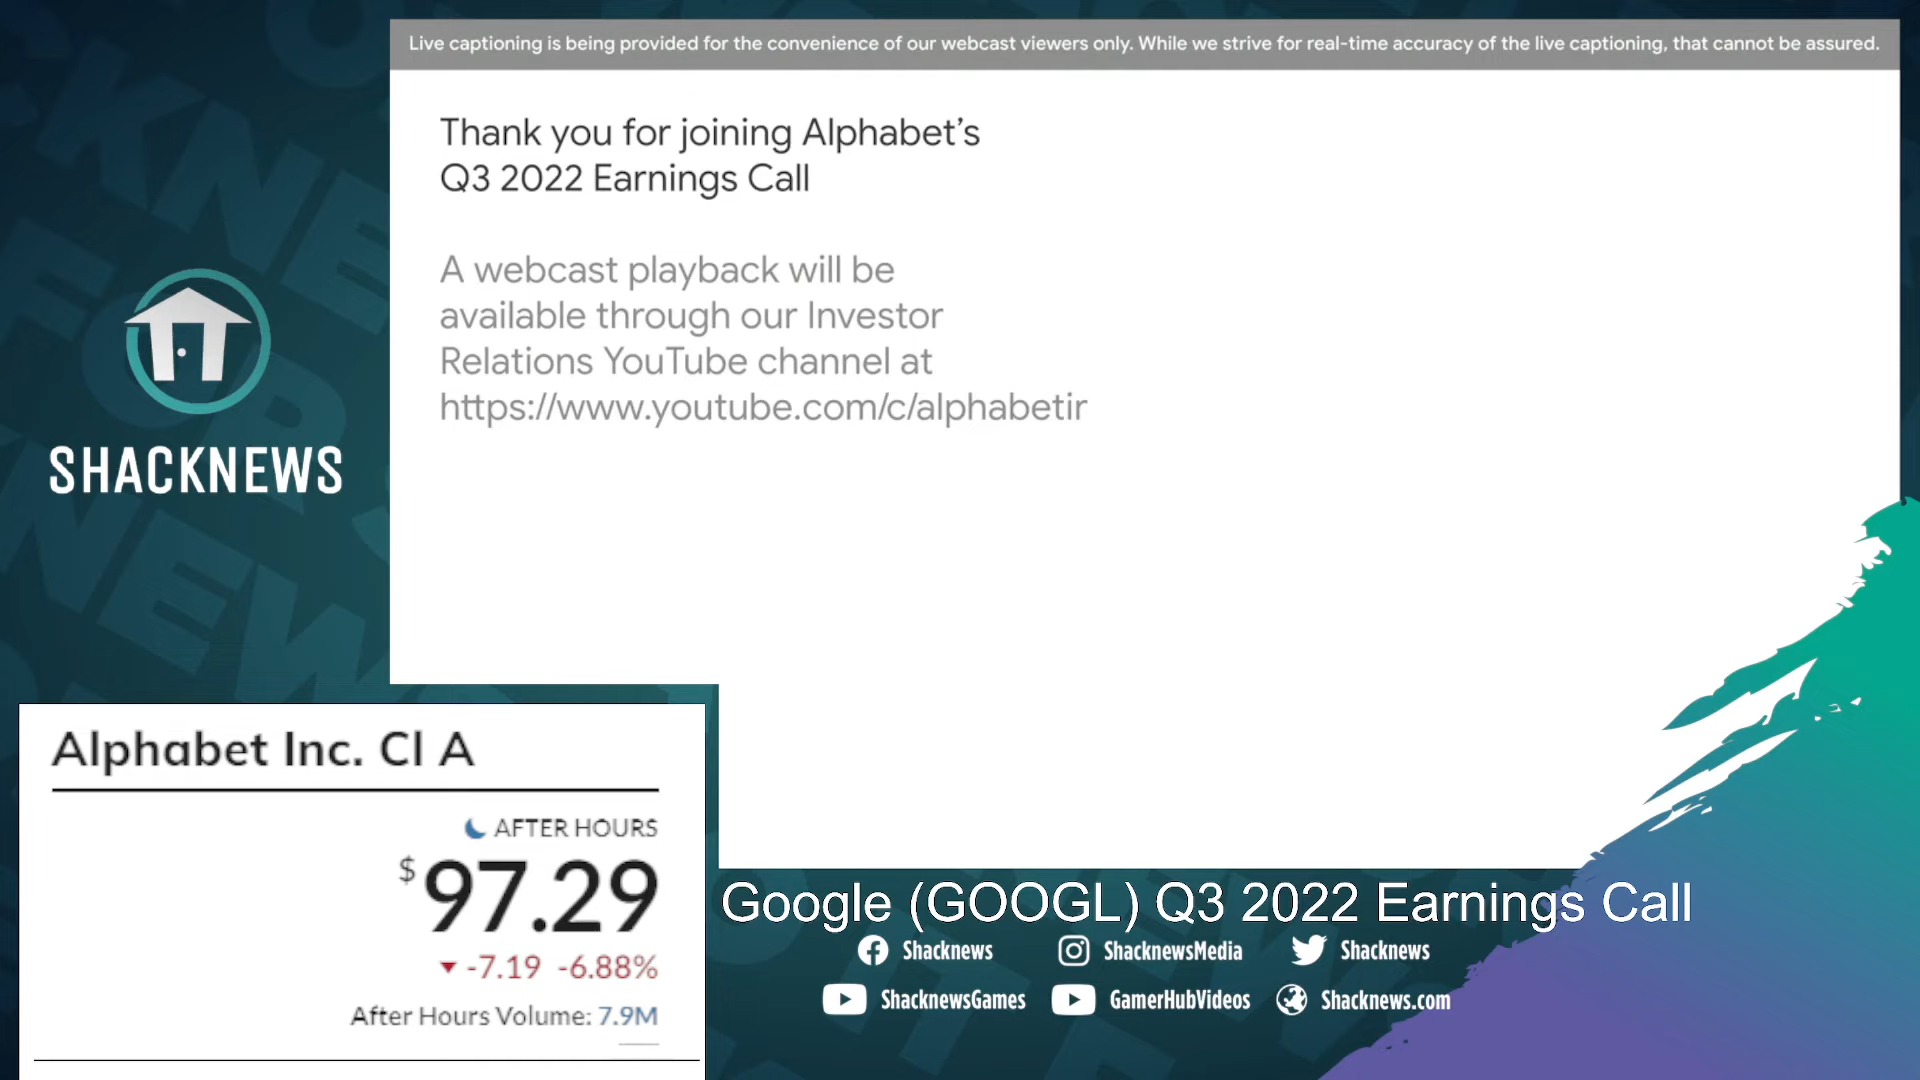 Live captioning is being provided for the convenience of our webcast viewers only. While we strive for real-time accuracy of the live captioning, that cannot be assured.
Thank you for joining Alphabet’s
Q3 2022 Earnings Call
A webcast playback will be
available through our Investor
Relations YouTube channel at
https://www.youtube.com/c/alphabetir
SHACKNEWS
Alphabet Inc. Cl A
AFTER HOURS
$97.29
-7.19 -6.88%
After Hours Volume: 7.9M
Google (GOOGL) Q3 2022 Earnings Call
Shacknews ShacknewsMedia Shacknews
ShacknewsGames GamerHubVideos Shacknews.com